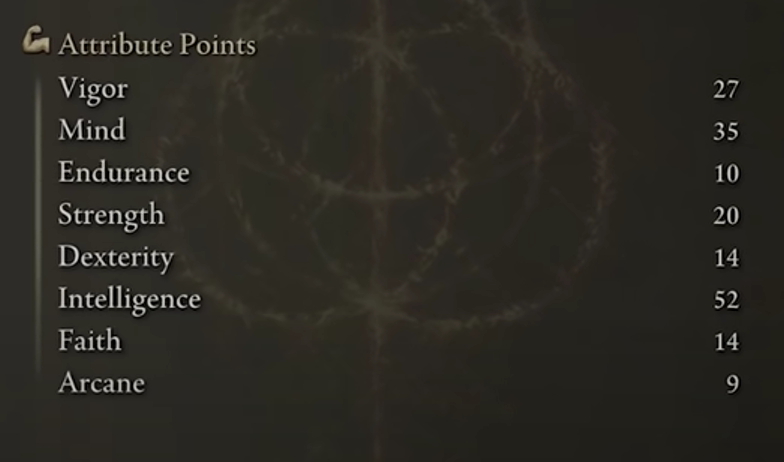 Attribute Points
Vigor 27
Mind 35
Endurance 10
Strength 20
Dexterity 14
Intelligence 52
Faith 14
Arcane 9